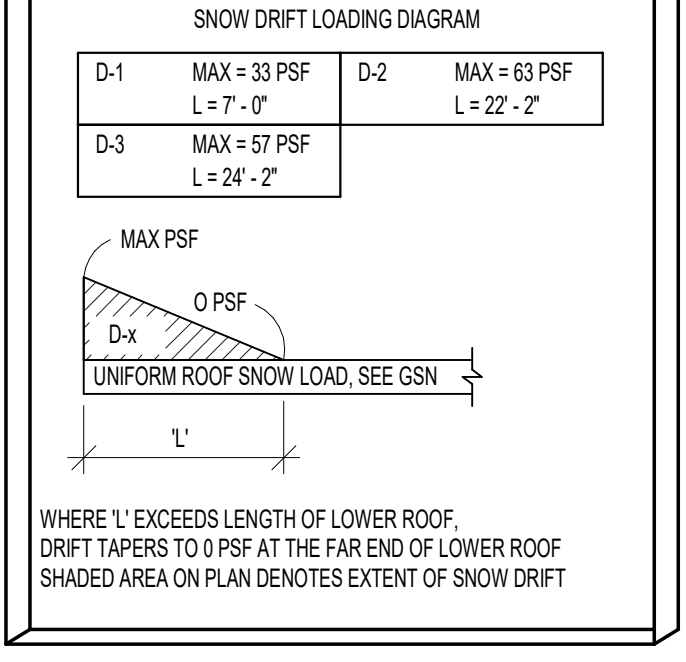 SNOW DRIFT LOADING DIAGRAM
D-1 MAX = 33 PSF D-2 MAX = 63 PSF
L = 7' - 0" L = 22' - 2"
D-3 MAX = 57 PSF
L = 24' - 2"
MAX PSF
O PSF
D-x
UNIFORM ROOF SNOW LOAD, SEE GSN
'L'
WHERE 'L' EXCEEDS LENGTH OF LOWER ROOF,
DRIFT TAPERS TO 0 PSF AT THE FAR END OF LOWER ROOF
SHADED AREA ON PLAN DENOTES EXTENT OF SNOW DRIFT